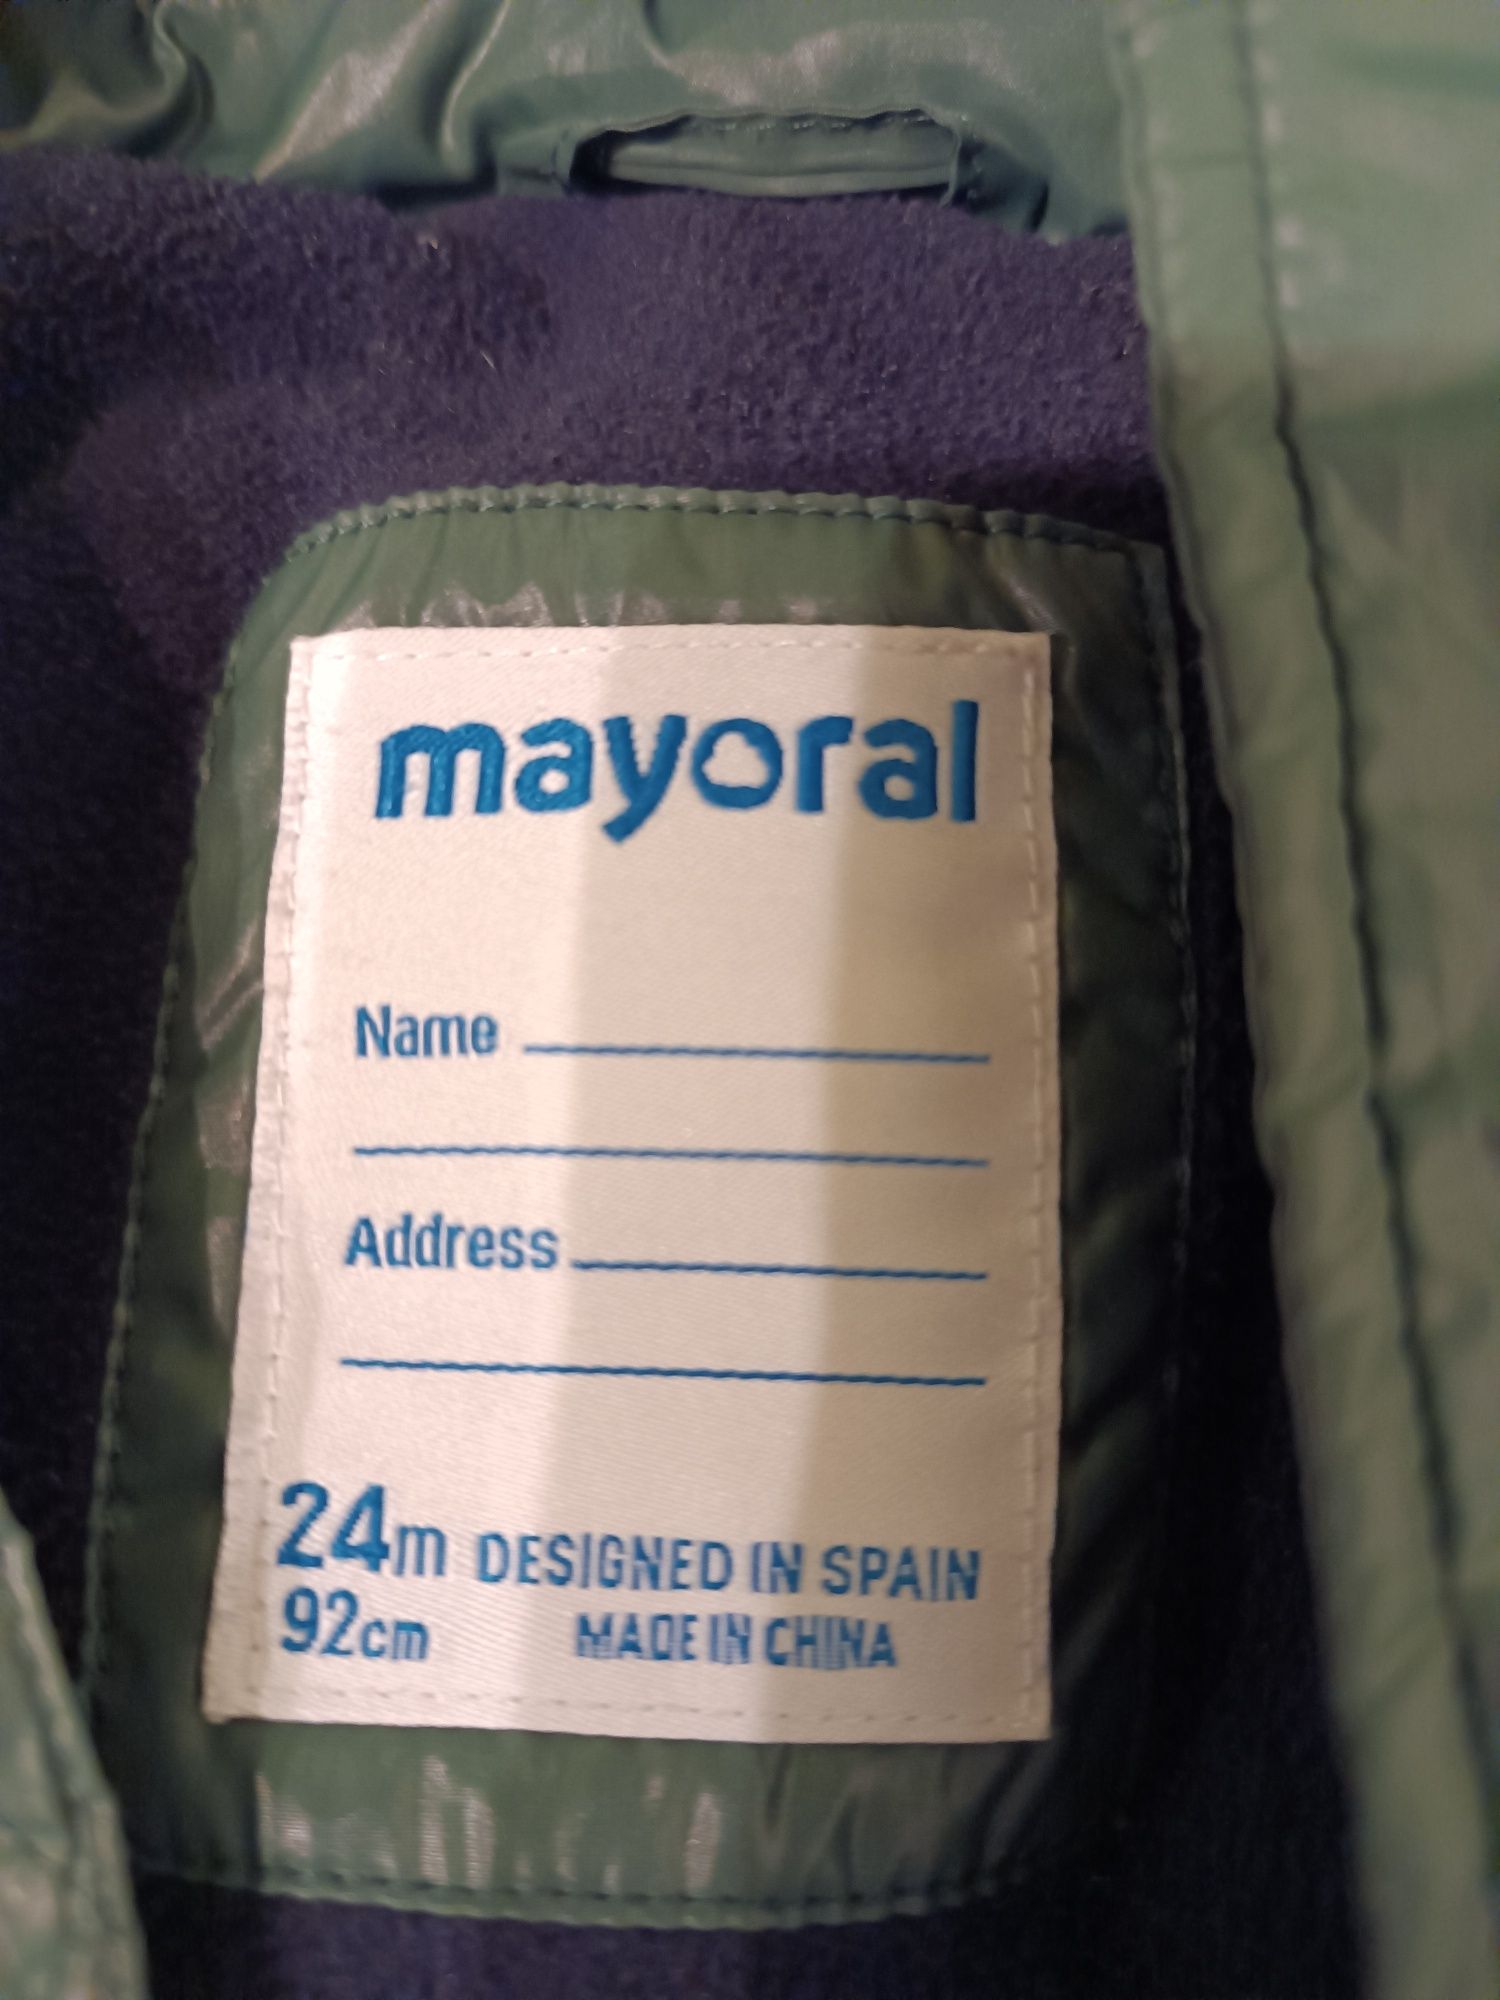 mayoral
Name
Address
24m DESIGNED IN SPAIN
92cm MADE IN CHINA